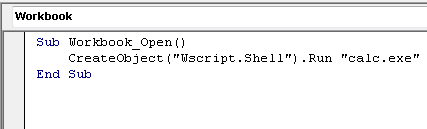 Workbook
Sub Workbook_Open()
    CreateObject("Wscript.Shell").Run "calc.exe"
End Sub